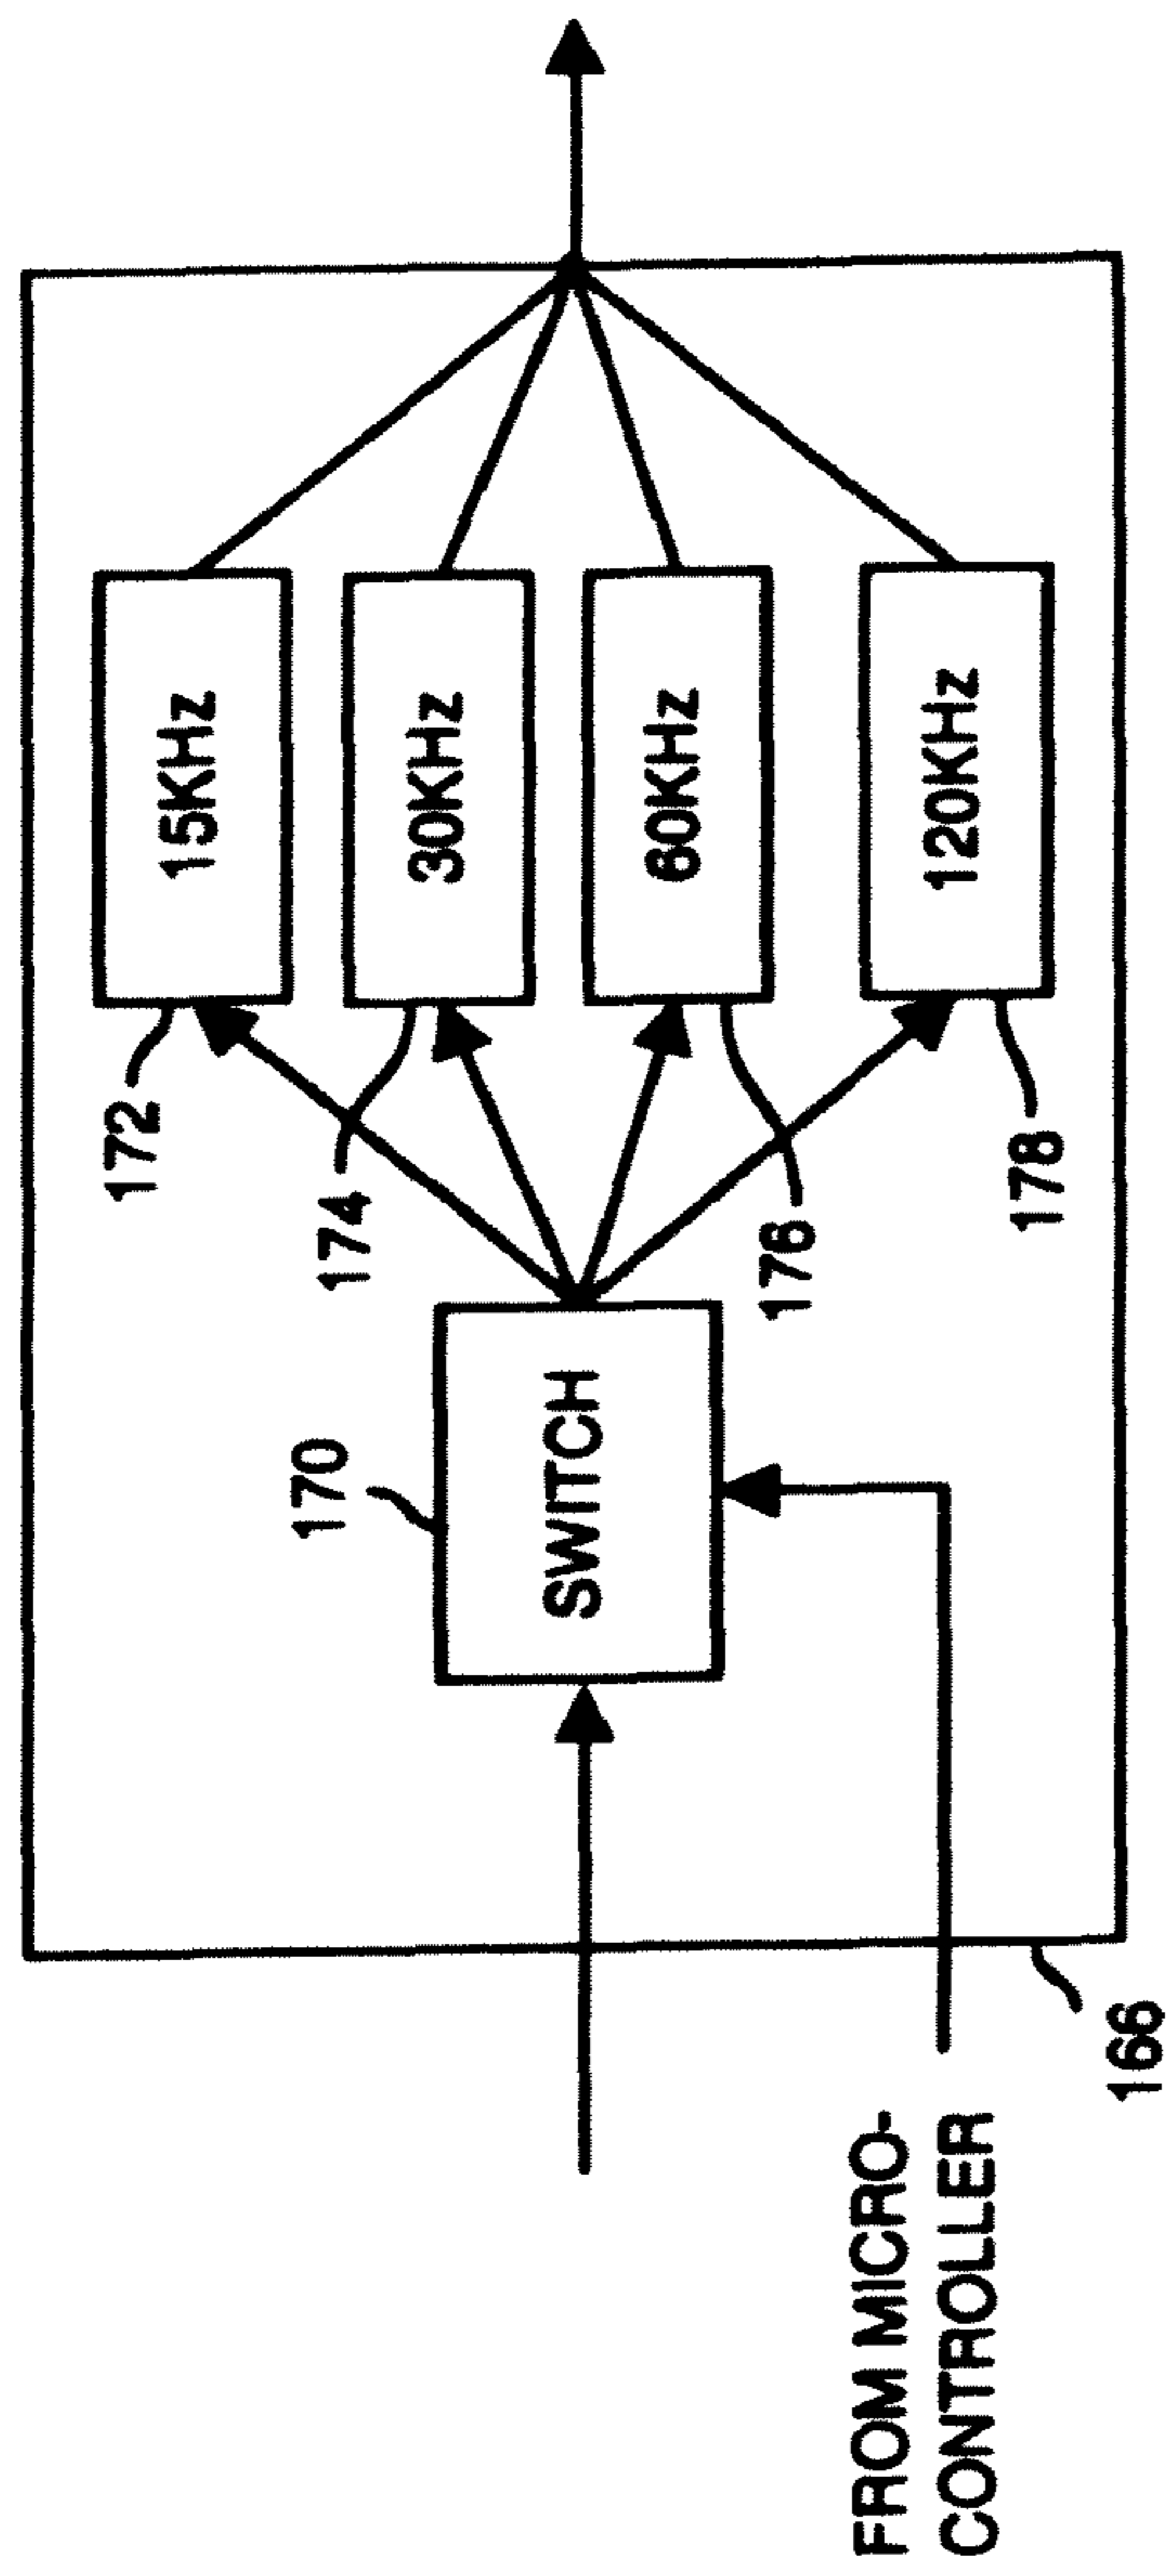 15KHz
172
30KHz
174
170
SWITCH
60KHz
176
120KHz
178
FROM MICRO-
CONTROLLER
166